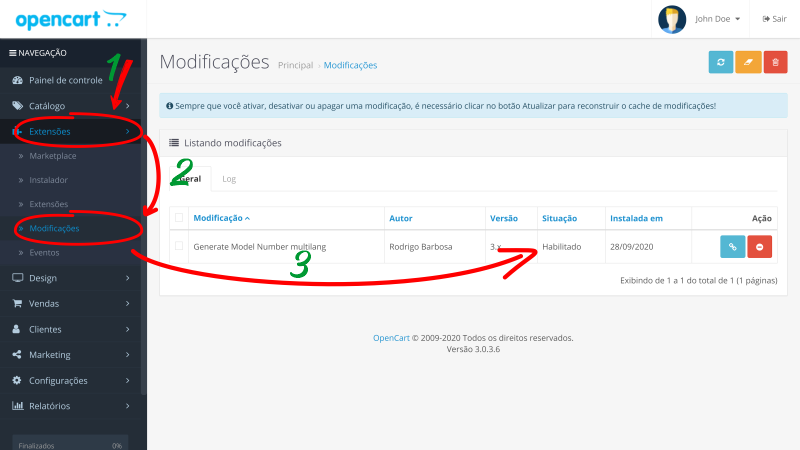 opencart
John Doe
Sair
NAVEGAÇÃO
1
Painel de controle
Catálogo
Extensões
Marketplace
Instalador
Extensões
Modificações
Eventos
Design
Vendas
Clientes
Marketing
Configurações
Relatórios
Finalizados 0%
Modificações Principal › Modificações
Sempre que você ativar, desativar ou apagar uma modificação, é necessário clicar no botão Atualizar para reconstruir o cache de modificações!
Listando modificações
2
Geral Log
Modificação Autor Versão Situação Instalada em Ação
Generate Model Number multilang Rodrigo Barbosa 3.x Habilitado 28/09/2020
3
Exibindo de 1 a 1 do total de 1 (1 páginas)
OpenCart © 2009-2020 Todos os direitos reservados.
Versão 3.0.3.6